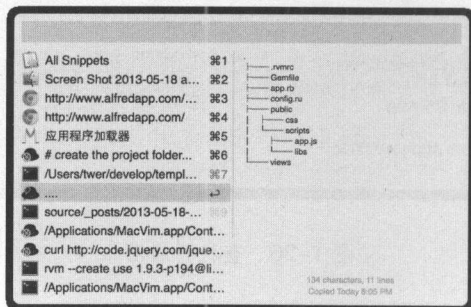 All Snippets ⌘1
Screen Shot 2013-05-18 a... ⌘2
http://www.alfredapp.com/... ⌘3
http://www.alfredapp.com/ ⌘4
应用程序加载器 ⌘5
# create the project folder... ⌘6
/Users/twer/develop/templ... ⌘7
.... ↩
source/_posts/2013-05-18-... ⌘9
/Applications/MacVim.app/Cont...
curl http://code.jquery.com/jque...
rvm --create use 1.9.3-p194@li...
/Applications/MacVim.app/Cont...
├── .rvmrc
├── Gemfile
├── app.rb
├── config.ru
├── public
│ ├── css
│ └── scripts
│ ├── app.js
│ └── libs
└── views
134 characters, 11 lines
Copied Today 8:05 PM